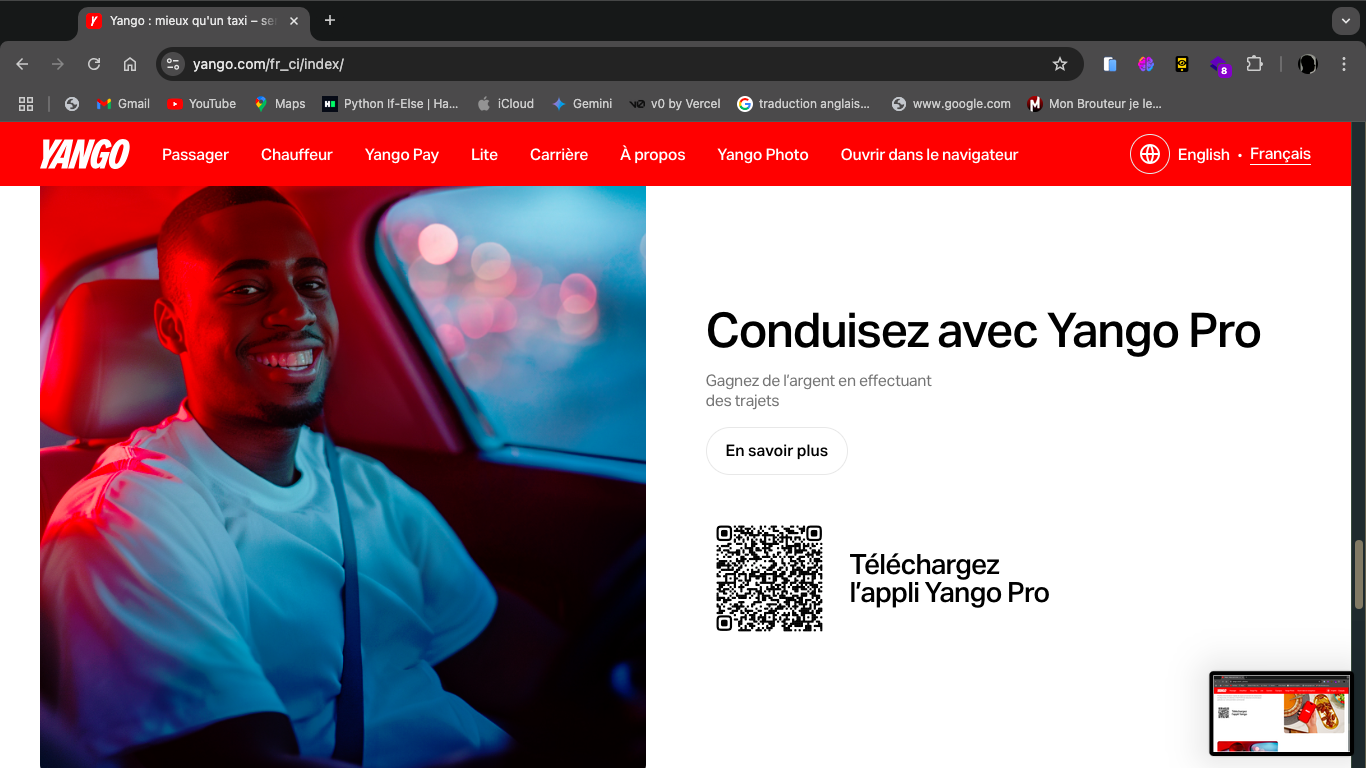 Yango : mieux qu'un taxi – se
yango.com/fr_ci/index/
8
Gmail
YouTube
Maps
Python If-Else | Ha...
iCloud
Gemini
v0 by Vercel
traduction anglais...
www.google.com
Mon Brouteur je le...
YANGO
Passager
Chauffeur
Yango Pay
Lite
Carrière
À propos
Yango Photo
Ouvrir dans le navigateur
English • Français
Conduisez avec Yango Pro
Gagnez de l’argent en effectuant
des trajets
En savoir plus
Téléchargez
l’appli Yango Pro